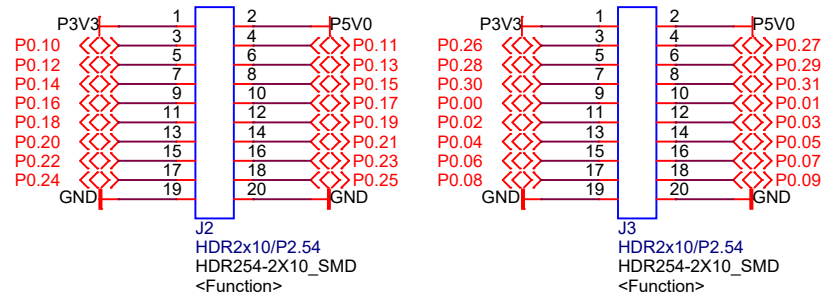 P3V3 1 2 P5V0 P3V3 1 2 P5V0
P0.10 3 4 P0.11 P0.26 3 4 P0.27
P0.12 5 6 P0.13 P0.28 5 6 P0.29
P0.14 7 8 P0.15 P0.30 7 8 P0.31
P0.16 9 10 P0.17 P0.00 9 10 P0.01
P0.18 11 12 P0.19 P0.02 11 12 P0.03
P0.20 13 14 P0.21 P0.04 13 14 P0.05
P0.22 15 16 P0.23 P0.06 15 16 P0.07
P0.24 17 18 P0.25 P0.08 17 18 P0.09
GND 19 20 GND GND 19 20 GND
J2 J3
HDR2x10/P2.54 HDR2x10/P2.54
HDR254-2X10_SMD HDR254-2X10_SMD
<Function> <Function>